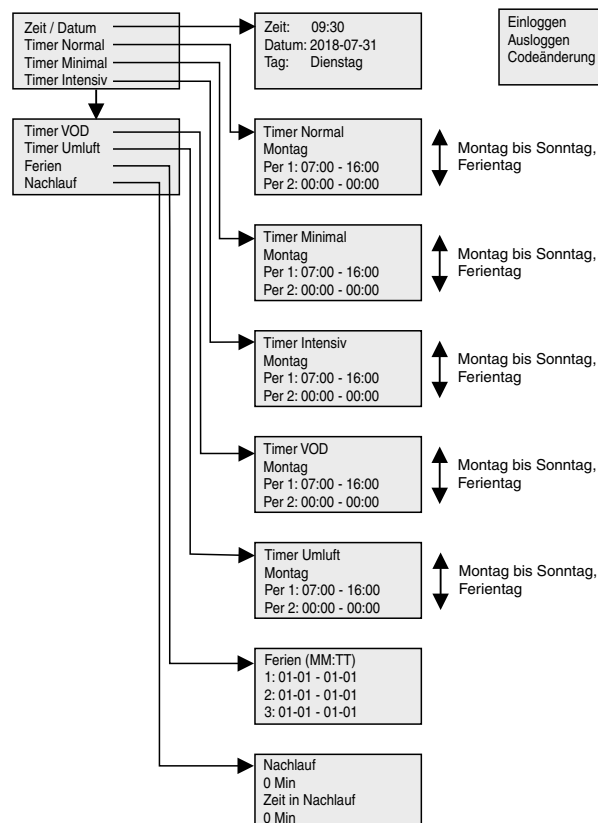 Zeit / Datum
Timer Normal
Timer Minimal
Timer Intensiv
Zeit: 09:30
Datum: 2018-07-31
Tag: Dienstag
Einloggen
Ausloggen
Codeänderung
Timer VOD
Timer Umluft
Ferien
Nachlauf
Timer Normal
Montag
Per 1: 07:00 - 16:00
Per 2: 00:00 - 00:00
Montag bis Sonntag,
Ferientag
Timer Minimal
Montag
Per 1: 07:00 - 16:00
Per 2: 00:00 - 00:00
Montag bis Sonntag,
Ferientag
Timer Intensiv
Montag
Per 1: 07:00 - 16:00
Per 2: 00:00 - 00:00
Montag bis Sonntag,
Ferientag
Timer VOD
Montag
Per 1: 07:00 - 16:00
Per 2: 00:00 - 00:00
Montag bis Sonntag,
Ferientag
Timer Umluft
Montag
Per 1: 07:00 - 16:00
Per 2: 00:00 - 00:00
Montag bis Sonntag,
Ferientag
Ferien (MM:TT)
1: 01-01 - 01-01
2: 01-01 - 01-01
3: 01-01 - 01-01
Nachlauf
0 Min
Zeit in Nachlauf
0 Min